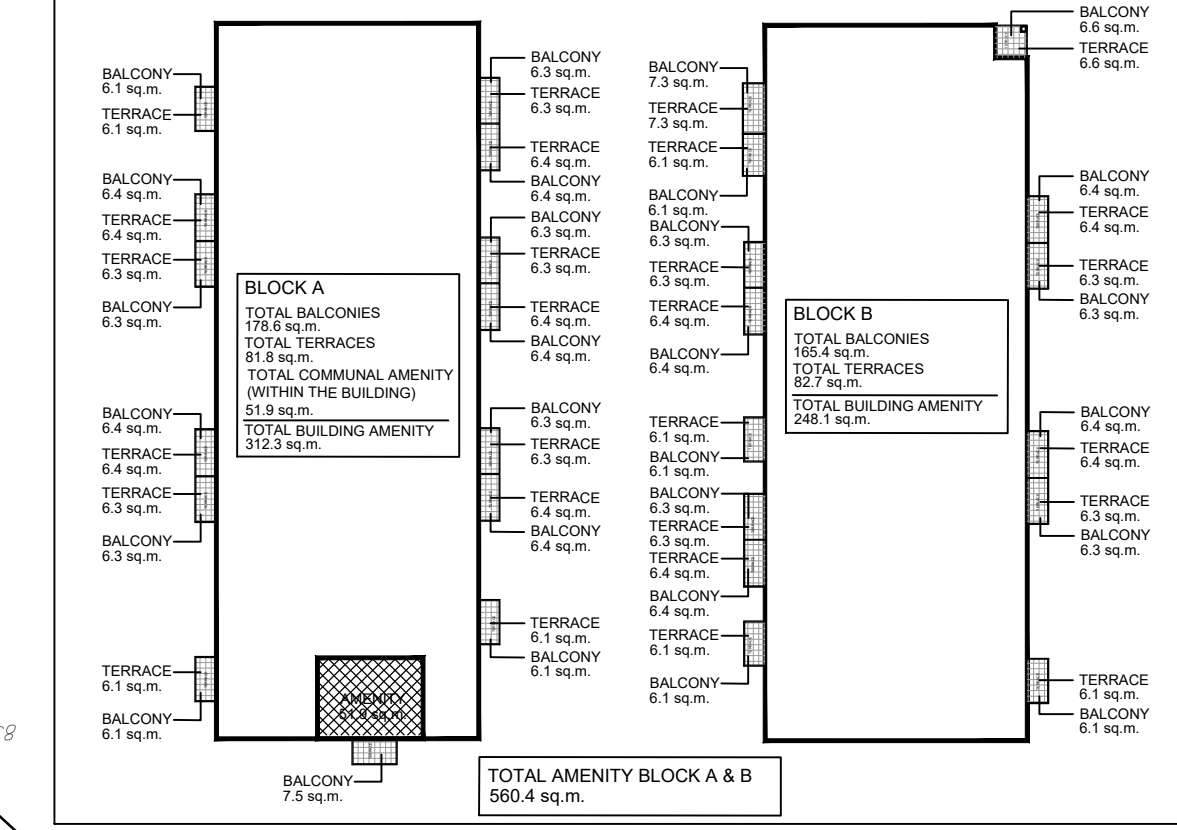 BALCONY
6.1 sq.m.
TERRACE
6.1 sq.m.
BALCONY
6.4 sq.m.
TERRACE
6.4 sq.m.
TERRACE
6.3 sq.m.
BALCONY
6.3 sq.m.
BALCONY
6.4 sq.m.
TERRACE
6.4 sq.m.
TERRACE
6.3 sq.m.
BALCONY
6.3 sq.m.
TERRACE
6.1 sq.m.
BALCONY
6.1 sq.m.
BLOCK A
TOTAL BALCONIES
178.6 sq.m.
TOTAL TERRACES
81.8 sq.m.
TOTAL COMMUNAL AMENITY
(WITHIN THE BUILDING)
51.9 sq.m.
TOTAL BUILDING AMENITY
312.3 sq.m.
AMENITY
51.9 sq.m.
BALCONY
7.5 sq.m.
BALCONY
6.3 sq.m.
TERRACE
6.3 sq.m.
TERRACE
6.4 sq.m.
BALCONY
6.4 sq.m.
BALCONY
6.3 sq.m.
TERRACE
6.3 sq.m.
TERRACE
6.4 sq.m.
BALCONY
6.4 sq.m.
BALCONY
6.3 sq.m.
TERRACE
6.3 sq.m.
TERRACE
6.4 sq.m.
BALCONY
6.4 sq.m.
TERRACE
6.1 sq.m.
BALCONY
6.1 sq.m.
BALCONY
7.3 sq.m.
TERRACE
7.3 sq.m.
TERRACE
6.1 sq.m.
BALCONY
6.1 sq.m.
BALCONY
6.3 sq.m.
TERRACE
6.3 sq.m.
TERRACE
6.4 sq.m.
BALCONY
6.4 sq.m.
TERRACE
6.1 sq.m.
BALCONY
6.1 sq.m.
BALCONY
6.3 sq.m.
TERRACE
6.3 sq.m.
TERRACE
6.4 sq.m.
BALCONY
6.4 sq.m.
TERRACE
6.1 sq.m.
BALCONY
6.1 sq.m.
BLOCK B
TOTAL BALCONIES
165.4 sq.m.
TOTAL TERRACES
82.7 sq.m.
TOTAL BUILDING AMENITY
248.1 sq.m.
BALCONY
6.6 sq.m.
TERRACE
6.6 sq.m.
BALCONY
6.4 sq.m.
TERRACE
6.4 sq.m.
TERRACE
6.3 sq.m.
BALCONY
6.3 sq.m.
BALCONY
6.4 sq.m.
TERRACE
6.4 sq.m.
TERRACE
6.3 sq.m.
BALCONY
6.3 sq.m.
TERRACE
6.1 sq.m.
BALCONY
6.1 sq.m.
TOTAL AMENITY BLOCK A & B
560.4 sq.m.